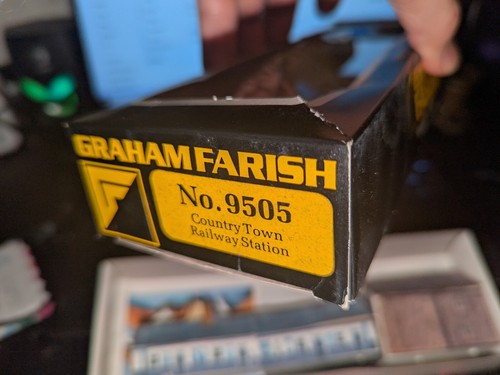 GRAHAM FARISH
No. 9505
Country Town
Railway Station